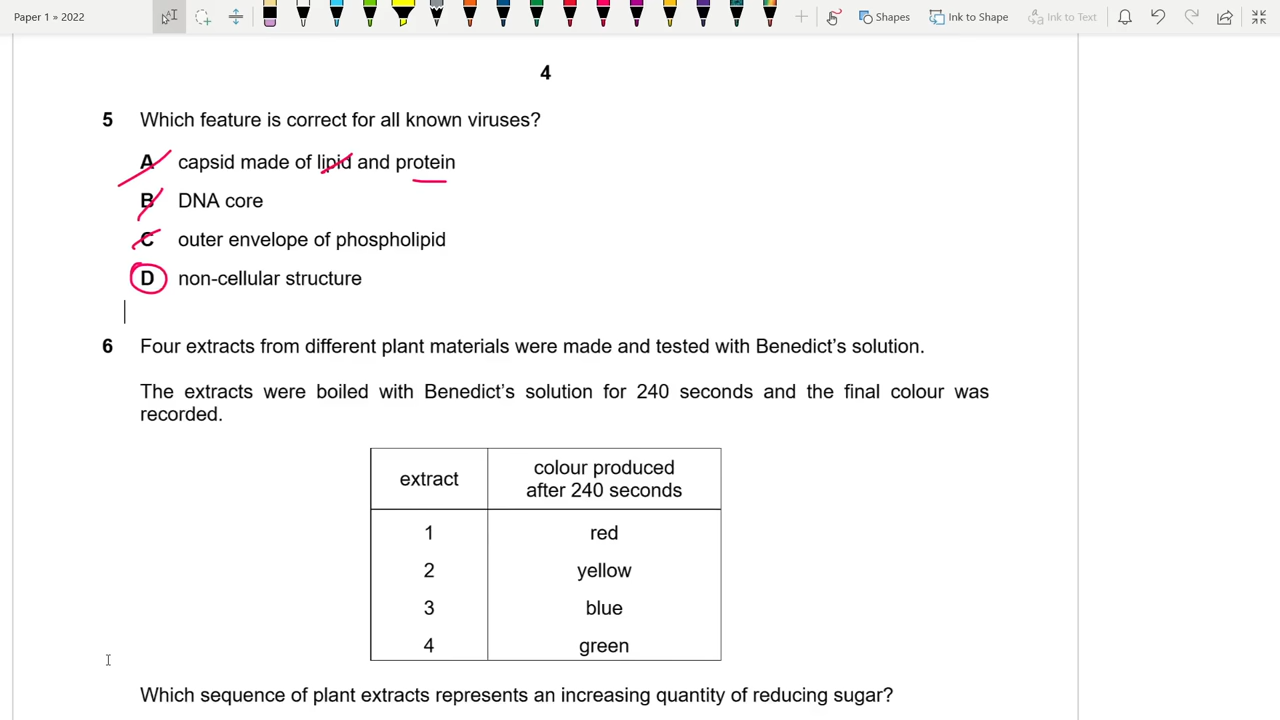 Paper 1 » 2022
Shapes
Ink to Shape
Ink to Text
4
5 Which feature is correct for all known viruses?
A capsid made of lipid and protein
B DNA core
C outer envelope of phospholipid
D non-cellular structure
6 Four extracts from different plant materials were made and tested with Benedict’s solution.
The extracts were boiled with Benedict’s solution for 240 seconds and the final colour was
recorded.
extract colour produced
after 240 seconds
1 red
2 yellow
3 blue
4 green
Which sequence of plant extracts represents an increasing quantity of reducing sugar?